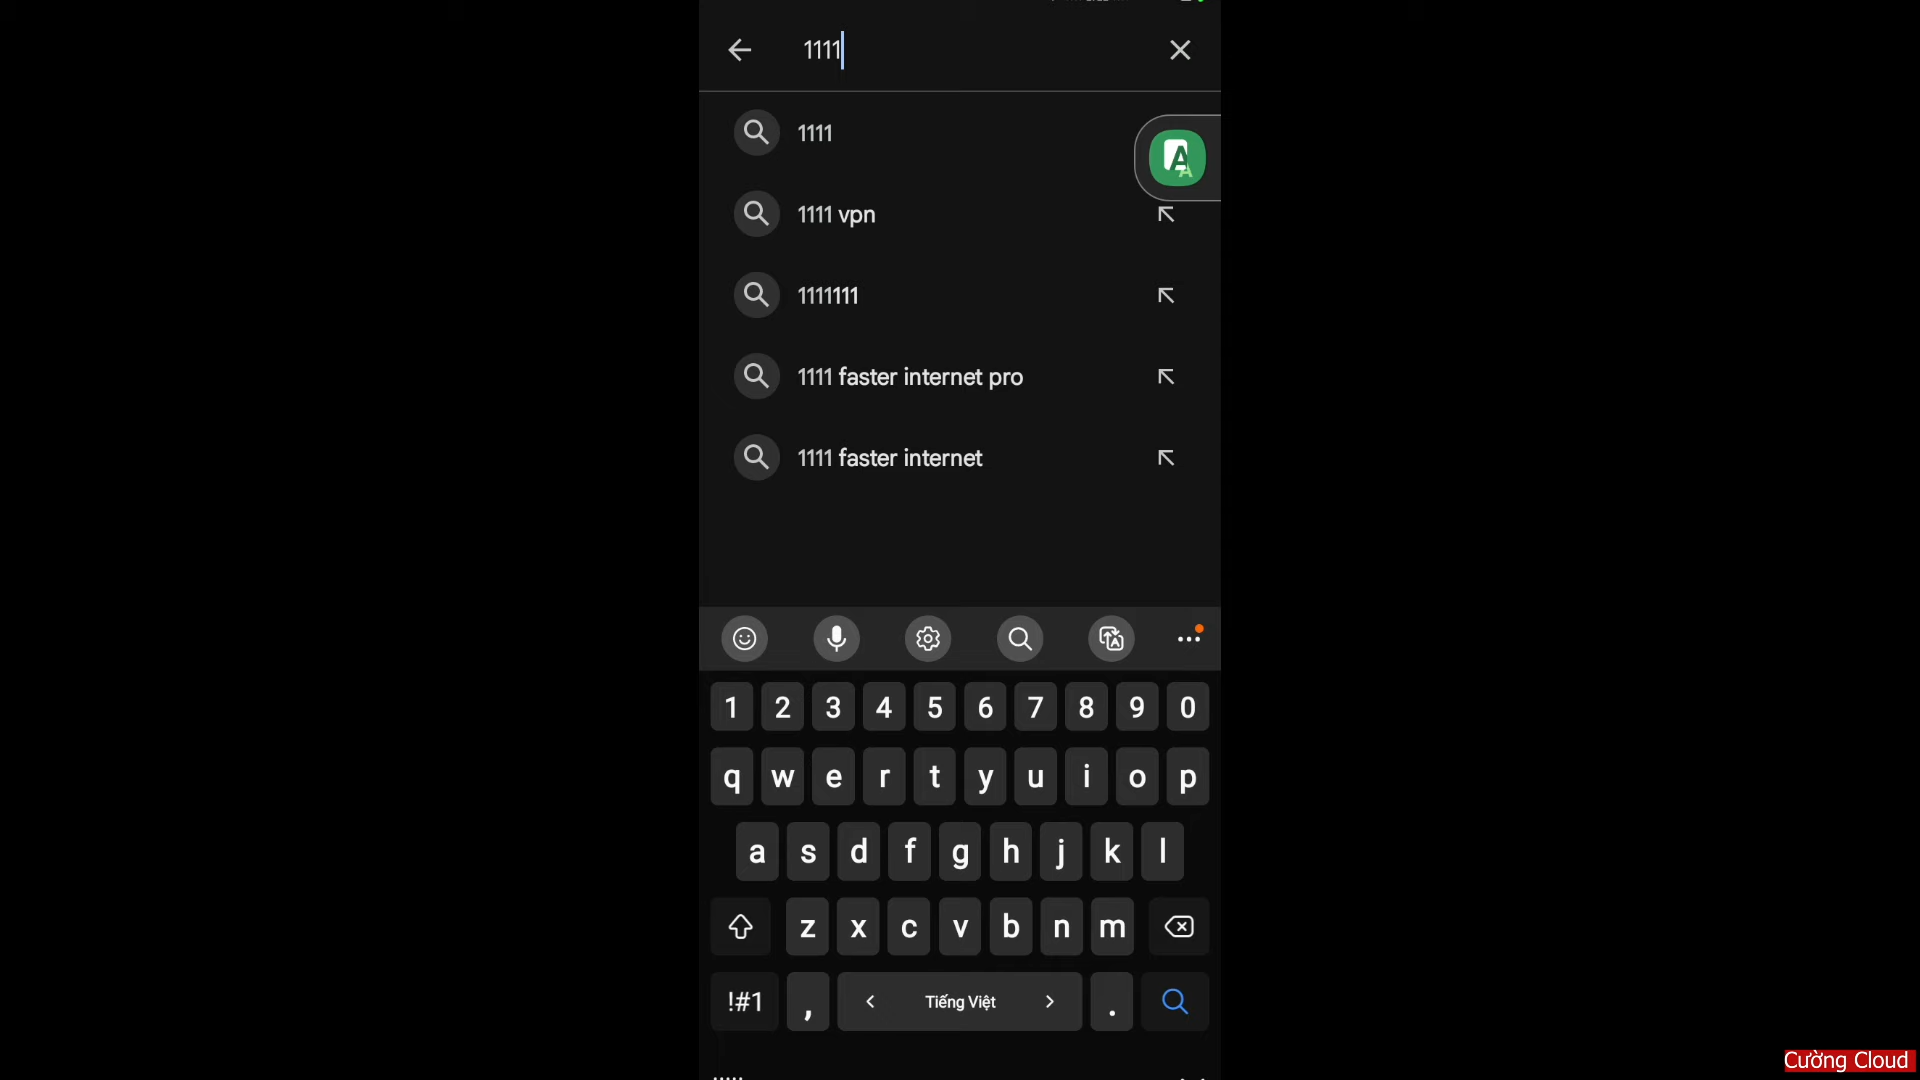 1111
1111
1111 vpn
1111111
1111 faster internet pro
1111 faster internet
1 2 3 4 5 6 7 8 9 0
q w e r t y u i o p
a s d f g h j k l
z x c v b n m
!#1 , < Tiếng Việt > .
Cường Cloud